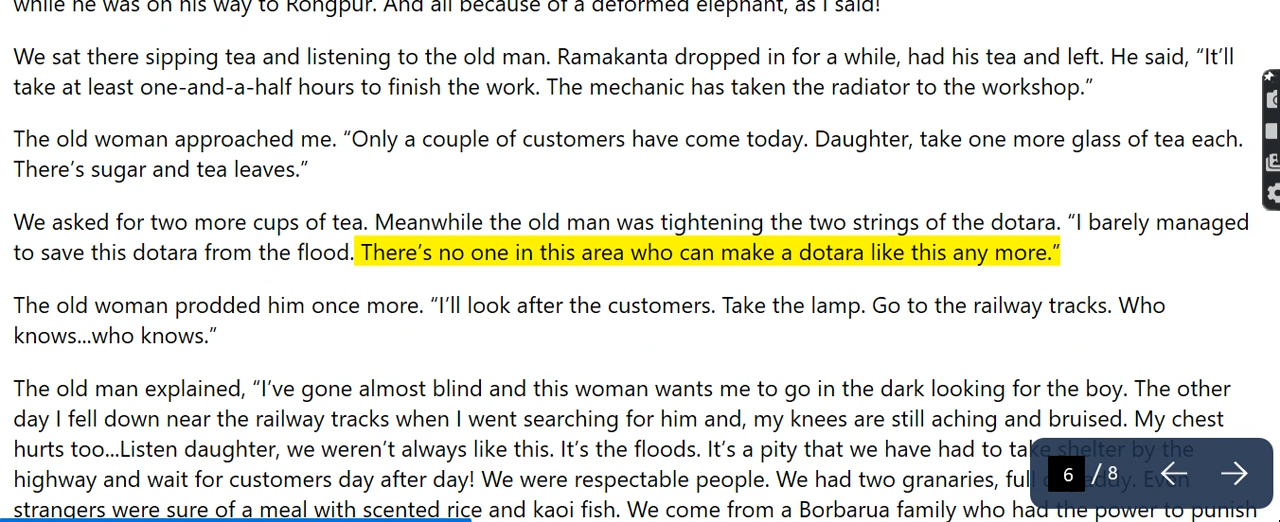 while he was on his way to Rongpur. And all because of a deformed elephant, as I said!
We sat there sipping tea and listening to the old man. Ramakanta dropped in for a while, had his tea and left. He said, “It’ll
take at least one-and-a-half hours to finish the work. The mechanic has taken the radiator to the workshop.”
The old woman approached me. “Only a couple of customers have come today. Daughter, take one more glass of tea each.
There’s sugar and tea leaves.”
We asked for two more cups of tea. Meanwhile the old man was tightening the two strings of the dotara. “I barely managed
to save this dotara from the flood. There’s no one in this area who can make a dotara like this any more.”
The old woman prodded him once more. “I’ll look after the customers. Take the lamp. Go to the railway tracks. Who
knows...who knows.”
The old man explained, “I’ve gone almost blind and this woman wants me to go in the dark looking for the boy. The other
day I fell down near the railway tracks when I went searching for him and, my knees are still aching and bruised. My chest
hurts too...Listen daughter, we weren’t always like this. It’s the floods. It’s a pity that we have had to take shelter by the
highway and wait for customers day after day! We were respectable people. We had two granaries, full Even
strangers were sure of a meal with scented rice and kaoi fish. We come from a Borbarua family who had the power to punish
6 / 8